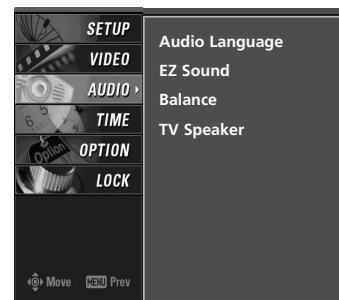 SETUP
VIDEO
AUDIO
TIME
OPTION
LOCK
Move MENU Prev
Audio Language
EZ Sound
Balance
TV Speaker